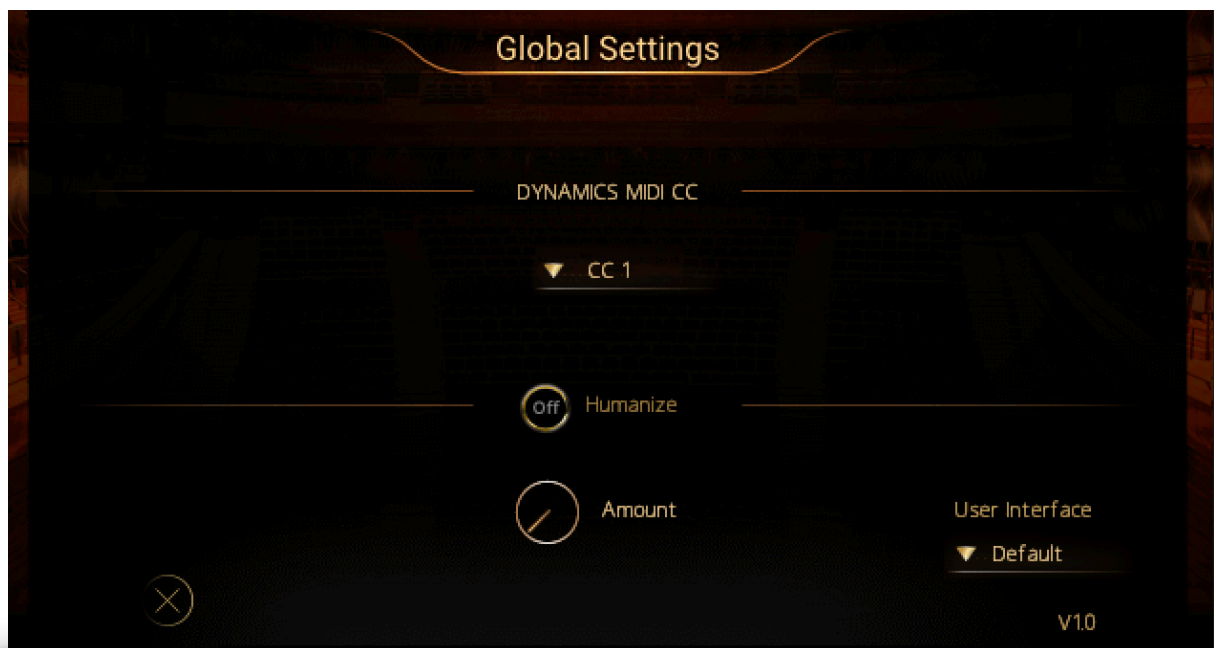 Global Settings
DYNAMICS MIDI CC
CC 1
Off Humanize
Amount
User Interface
Default
V1.0